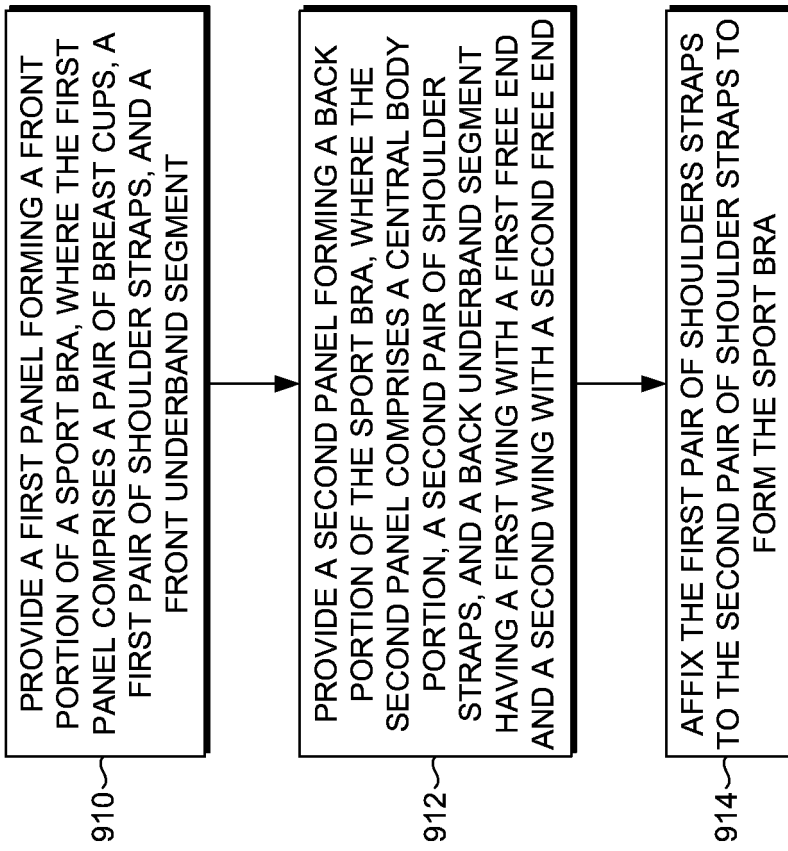 910
PROVIDE A FIRST PANEL FORMING A FRONT
PORTION OF A SPORT BRA, WHERE THE FIRST
PANEL COMPRISES A PAIR OF BREAST CUPS, A
FIRST PAIR OF SHOULDER STRAPS, AND A
FRONT UNDERBAND SEGMENT
912
PROVIDE A SECOND PANEL FORMING A BACK
PORTION OF THE SPORT BRA, WHERE THE
SECOND PANEL COMPRISES A CENTRAL BODY
PORTION, A SECOND PAIR OF SHOULDER
STRAPS, AND A BACK UNDERBAND SEGMENT
HAVING A FIRST WING WITH A FIRST FREE END
AND A SECOND WING WITH A SECOND FREE END
914
AFFIX THE FIRST PAIR OF SHOULDERS STRAPS
TO THE SECOND PAIR OF SHOULDER STRAPS TO
FORM THE SPORT BRA